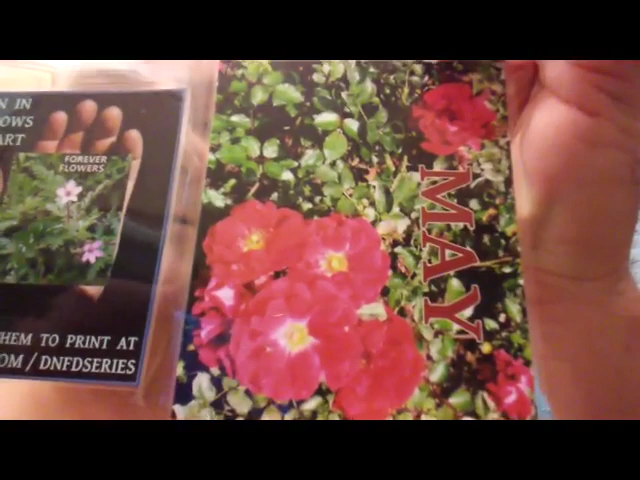 N IN
OWS
ART
FOREVER
FLOWERS
HEM TO PRINT AT
OM / DNFDSERIES
MAY